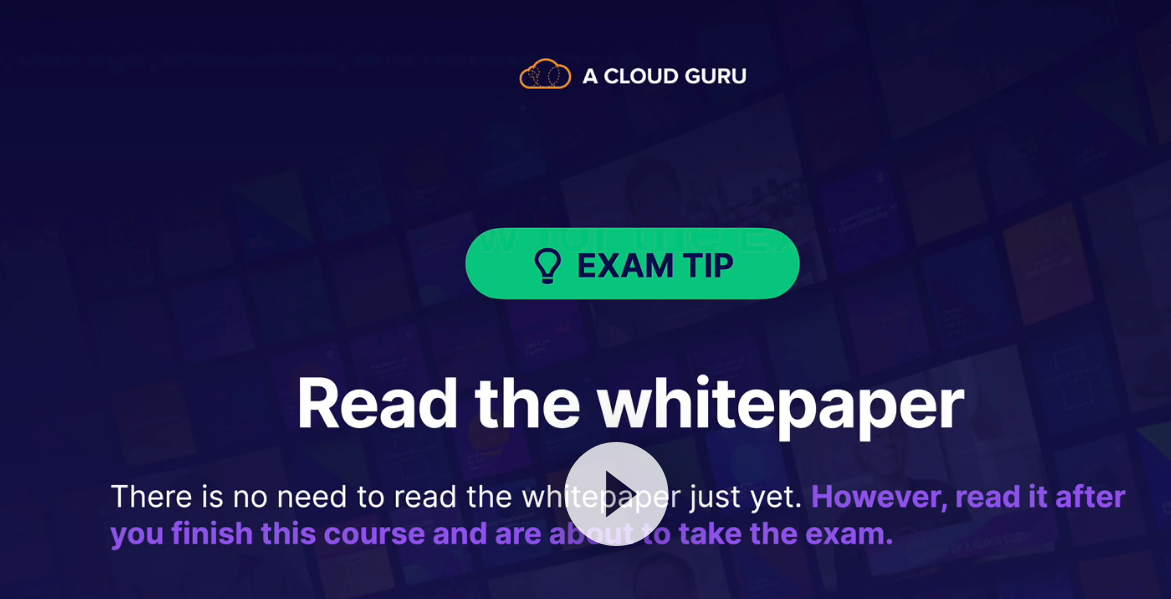 A CLOUD GURU
EXAM TIP
Read the whitepaper
There is no need to read the whitepaper just yet. However, read it after
you finish this course and are about to take the exam.